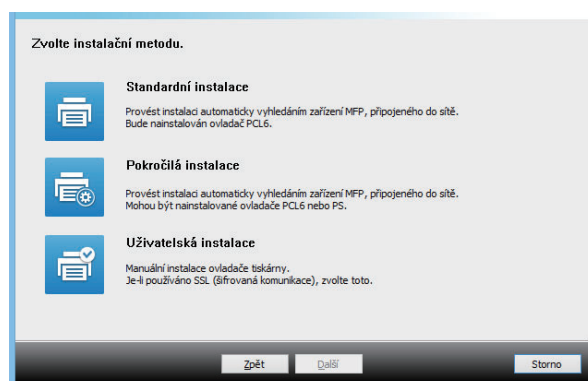 Zvolte instalační metodu.
Standardní instalace
Provést instalaci automaticky vyhledáním zařízení MFP, připojeného do sítě.
Bude nainstalován ovladač PCL6.
Pokročilá instalace
Provést instalaci automaticky vyhledáním zařízení MFP, připojeného do sítě.
Mohou být nainstalované ovladače PCL6 nebo PS.
Uživatelská instalace
Manuální instalace ovladače tiskárny.
Je-li používáno SSL (šifrovaná komunikace), zvolte toto.
Zpět
Další
Storno